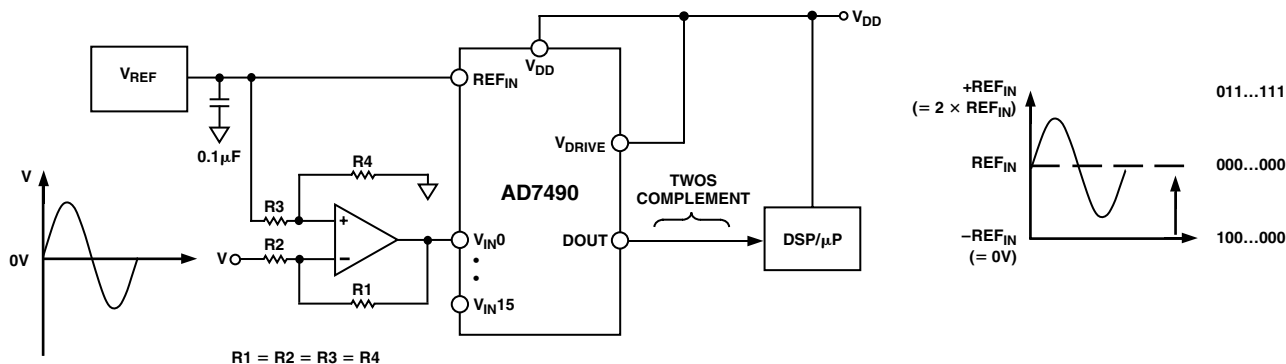 V_REF
0.1µF
V
0V
R3
R4
R2
V
R1
R1 = R2 = R3 = R4
REF_IN
V_DD
V_DRIVE
AD7490
V_IN0
V_IN15
DOUT
V_DD
TWOS
COMPLEMENT
DSP/µP
+REF_IN
(= 2 × REF_IN)
011...111
REF_IN
000...000
–REF_IN
(= 0V)
100...000